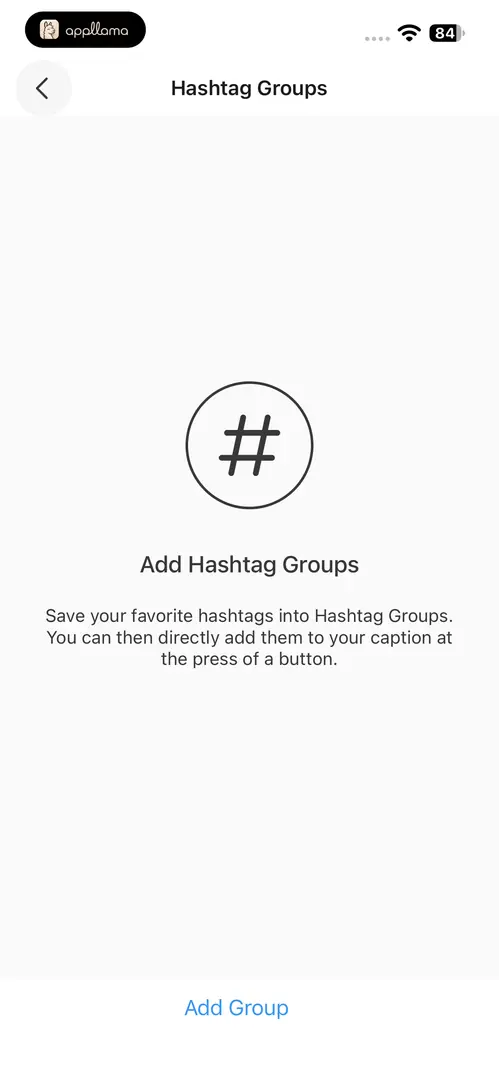 appllama
84
Hashtag Groups
#
Add Hashtag Groups
Save your favorite hashtags into Hashtag Groups.
You can then directly add them to your caption at
the press of a button.
Add Group